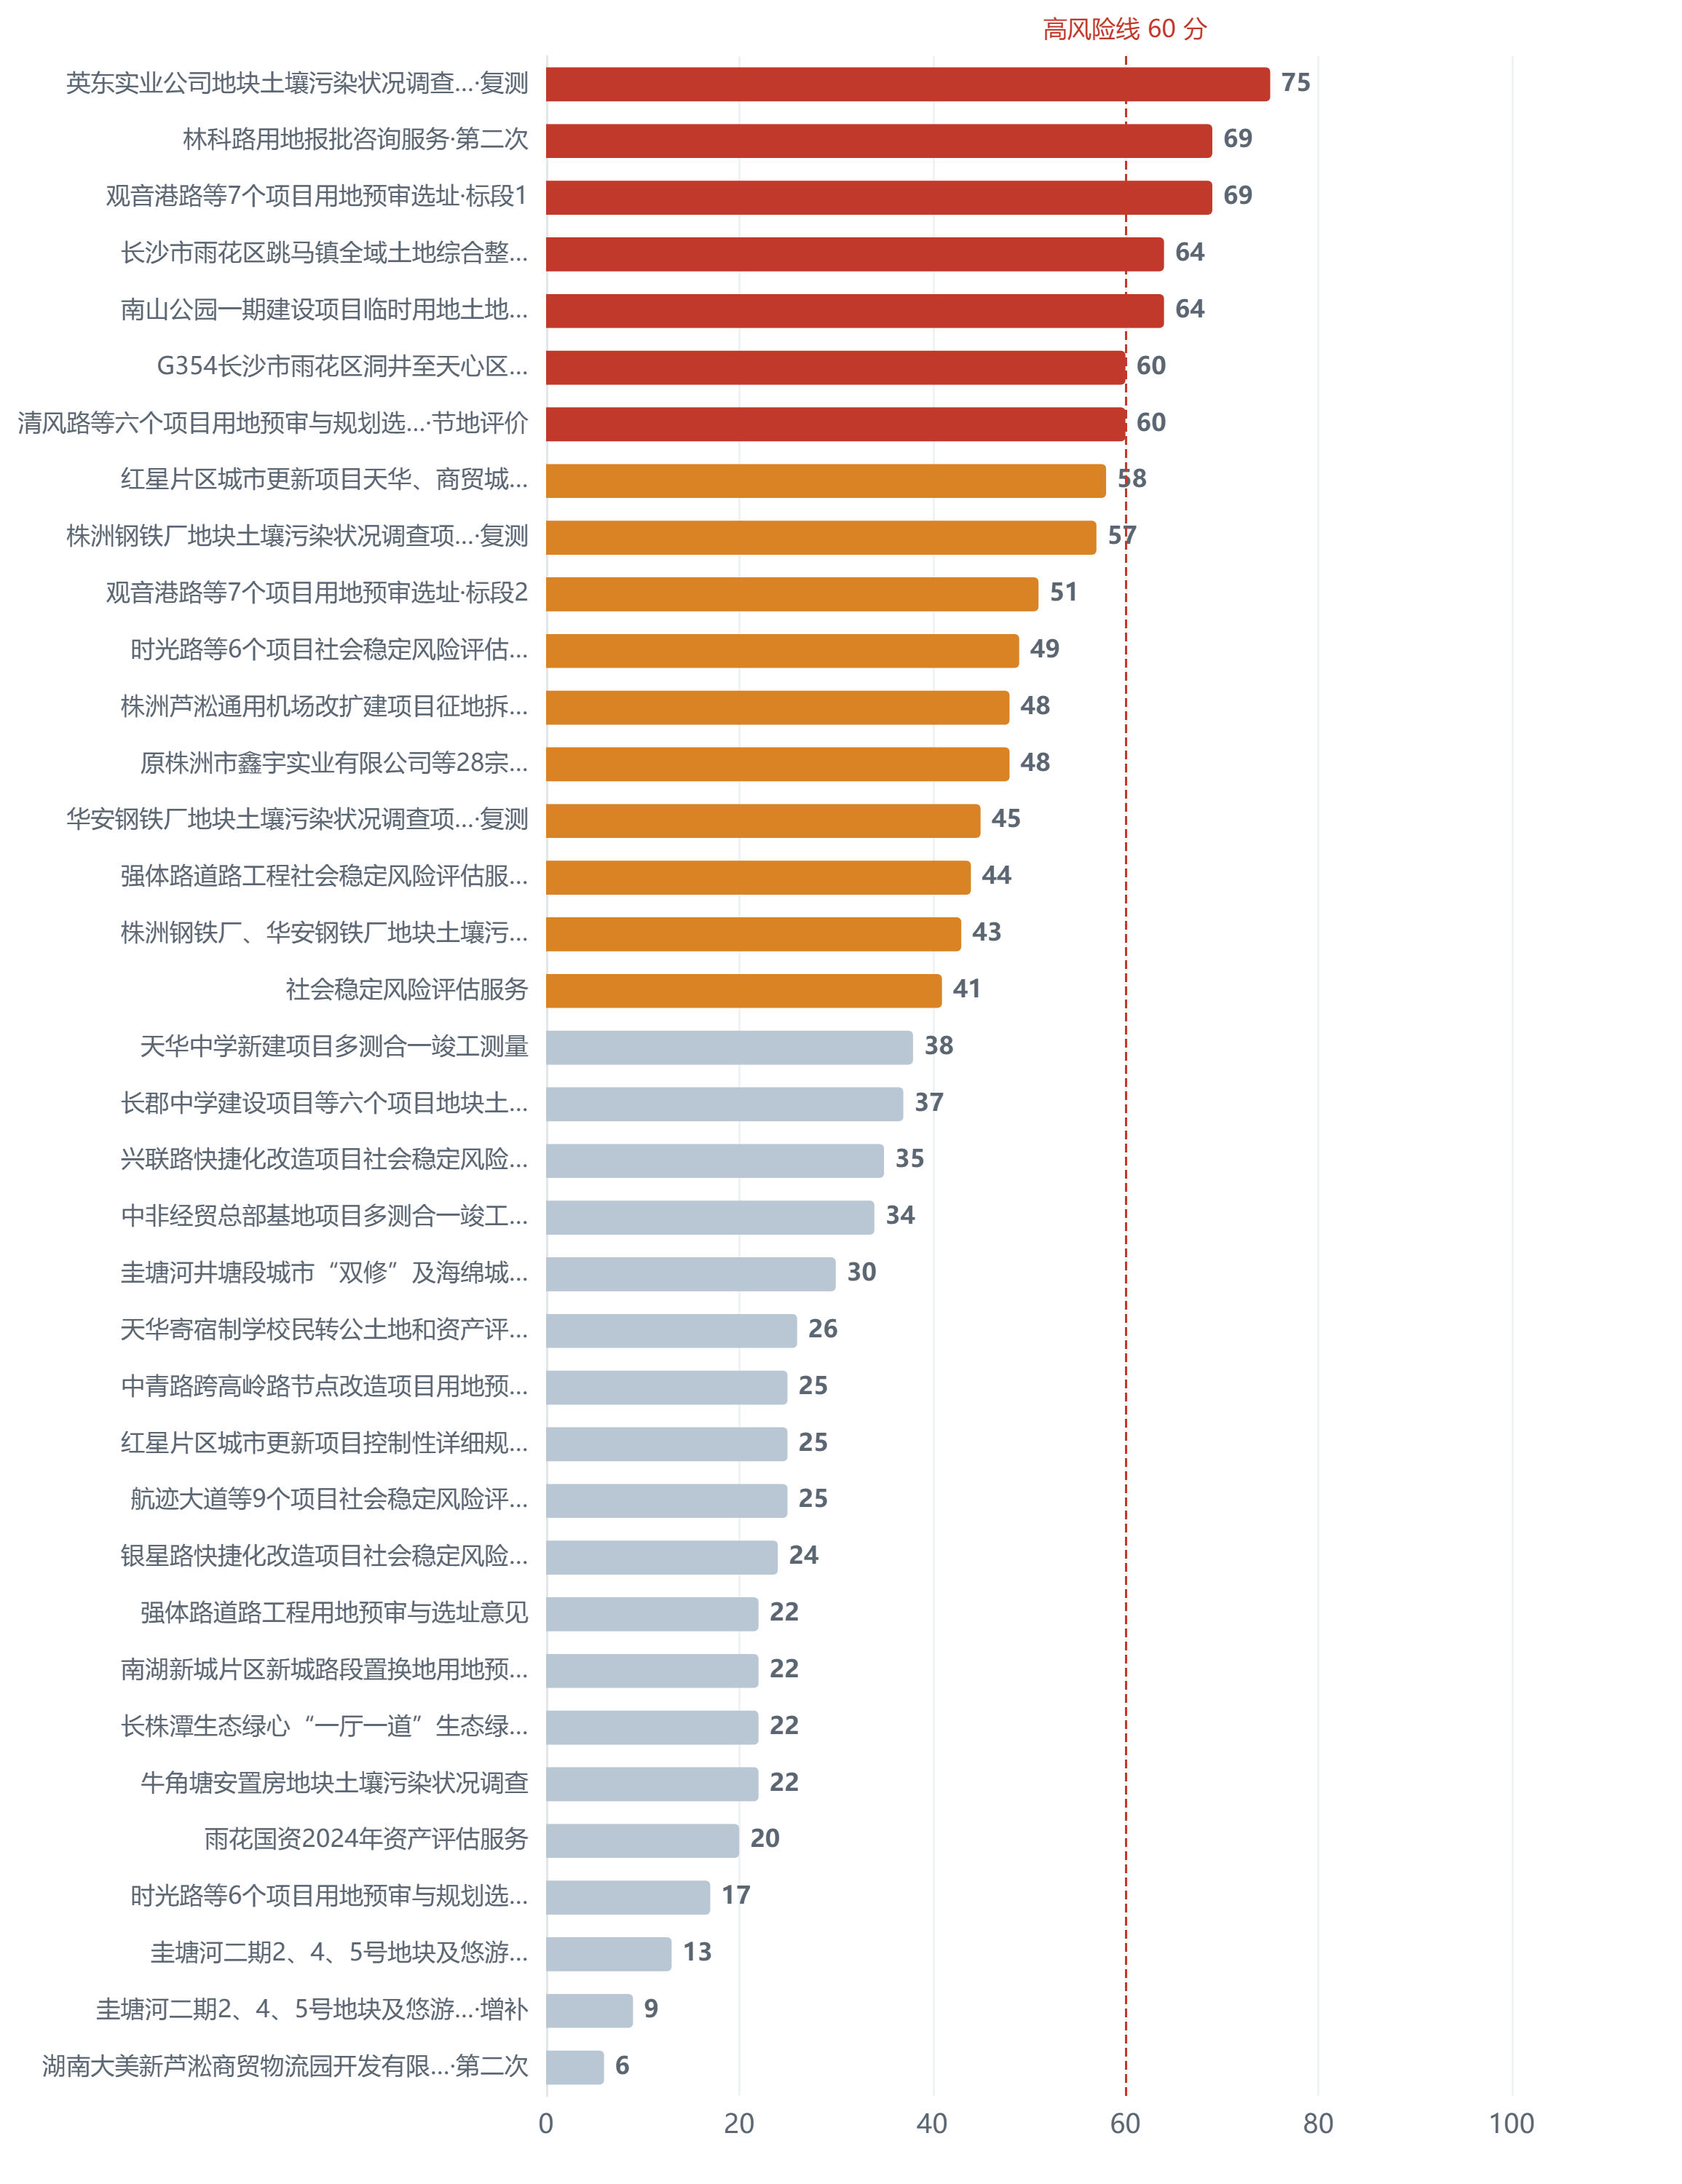 高风险线 60 分
英东实业公司地块土壤污染状况调查...·复测 75
林科路用地报批咨询服务·第二次 69
观音港路等7个项目用地预审选址·标段1 69
长沙市雨花区跳马镇全域土地综合整... 64
南山公园一期建设项目临时用地土地... 64
G354长沙市雨花区洞井至天心区... 60
清风路等六个项目用地预审与规划选...·节地评价 60
红星片区城市更新项目天华、商贸城... 58
株洲钢铁厂地块土壤污染状况调查项...·复测 57
观音港路等7个项目用地预审选址·标段2 51
时光路等6个项目社会稳定风险评估... 49
株洲芦淞通用机场改扩建项目征地拆... 48
原株洲市鑫宇实业有限公司等28宗... 48
华安钢铁厂地块土壤污染状况调查项...·复测 45
强体路道路工程社会稳定风险评估服... 44
株洲钢铁厂、华安钢铁厂地块土壤污... 43
社会稳定风险评估服务 41
天华中学新建项目多测合一竣工测量 38
长郡中学建设项目等六个项目地块土... 37
兴联路快捷化改造项目社会稳定风险... 35
中非经贸总部基地项目多测合一竣工... 34
圭塘河井塘段城市“双修”及海绵城... 30
天华寄宿制学校民转公土地和资产评... 26
中青路跨高岭路节点改造项目用地预... 25
红星片区城市更新项目控制性详细规... 25
航迹大道等9个项目社会稳定风险评... 25
银星路快捷化改造项目社会稳定风险... 24
强体路道路工程用地预审与选址意见 22
南湖新城片区新城路段置换地用地预... 22
长株潭生态绿心“一厅一道”生态绿... 22
牛角塘安置房地块土壤污染状况调查 22
雨花国资2024年资产评估服务 20
时光路等6个项目用地预审与规划选... 17
圭塘河二期2、4、5号地块及悠游... 13
圭塘河二期2、4、5号地块及悠游...·增补 9
湖南大美新芦淞商贸物流园开发有限...·第二次 6
0 20 40 60 80 100